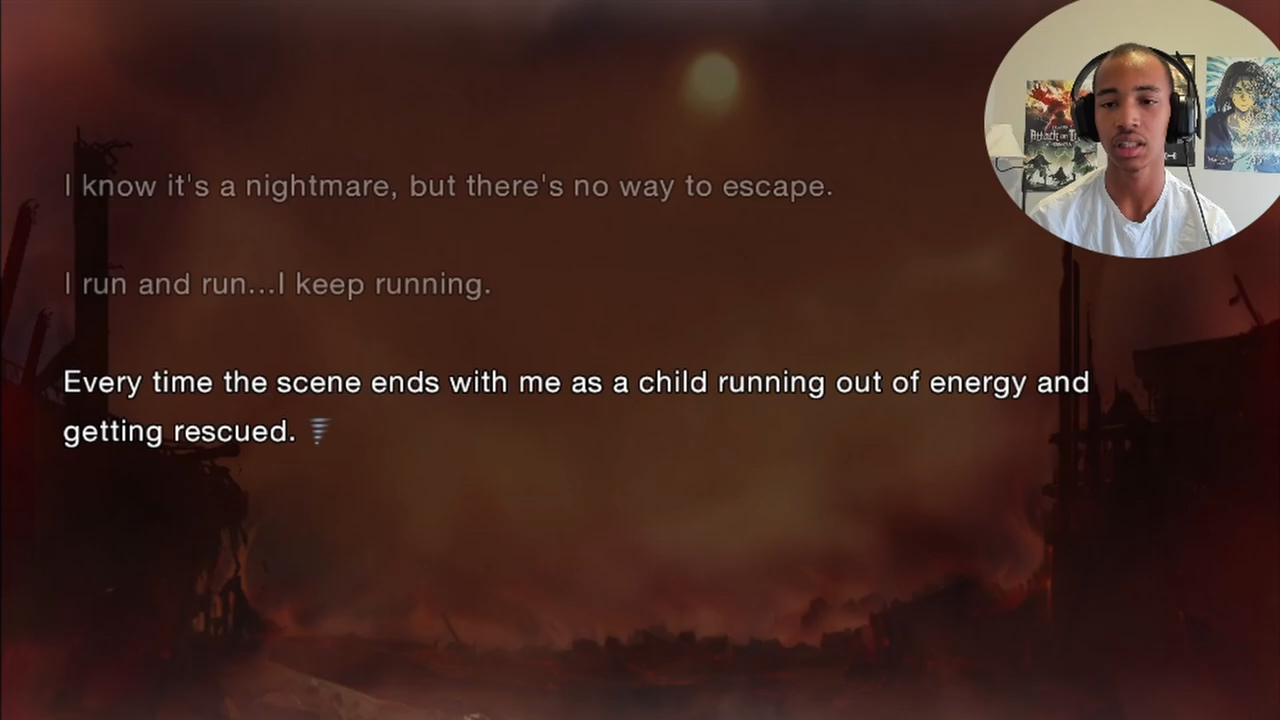 I know it's a nightmare, but there's no way to escape.
I run and run...I keep running.
Every time the scene ends with me as a child running out of energy and
getting rescued.